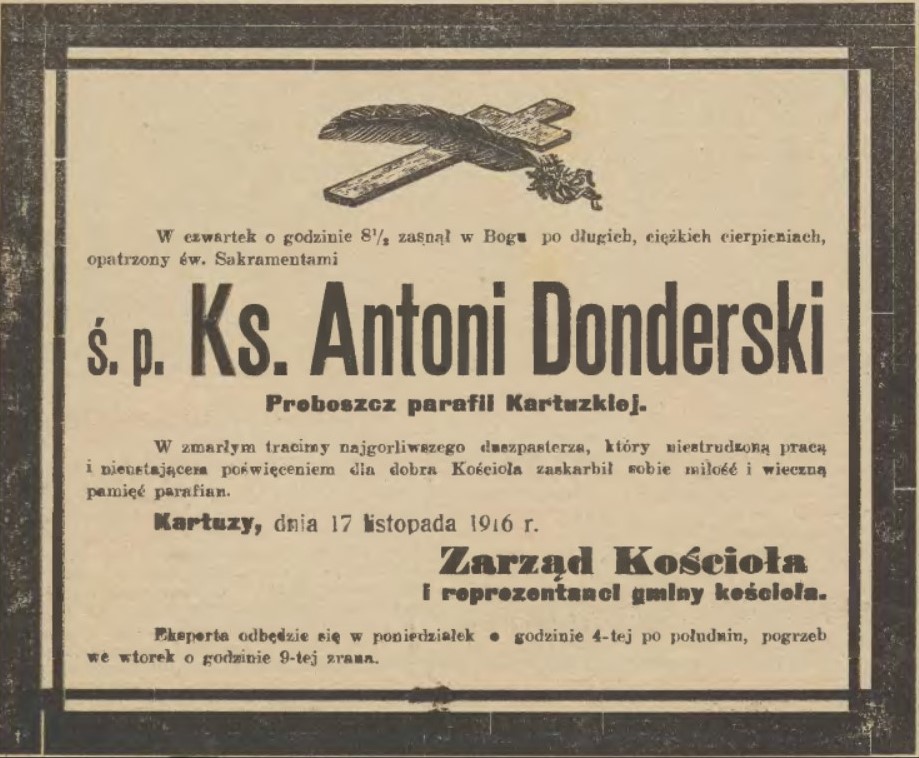 W czwartek o godzinie 8½ zasnął w Bogu po długich, ciężkich cierpieniach,
opatrzony św. Sakramentami
ś. p. Ks. Antoni Donderski
Proboszcz parafii Kartuzkiej.
W zmarłym tracimy najgorliwszego duszpasterza, który niestrudzoną pracą
i nieustającem poświęceniem dla dobra Kościoła zaskarbił sobie miłość i wieczną
pamięć parafian.
Kartuzy, dnia 17 listopada 1916 r.
Zarząd Kościoła
i reprezentanci gminy kościoła.
Eksporta odbędzie się w poniedziałek o godzinie 4-tej po południu, pogrzeb
we wtorek o godzinie 9-tej zrana.